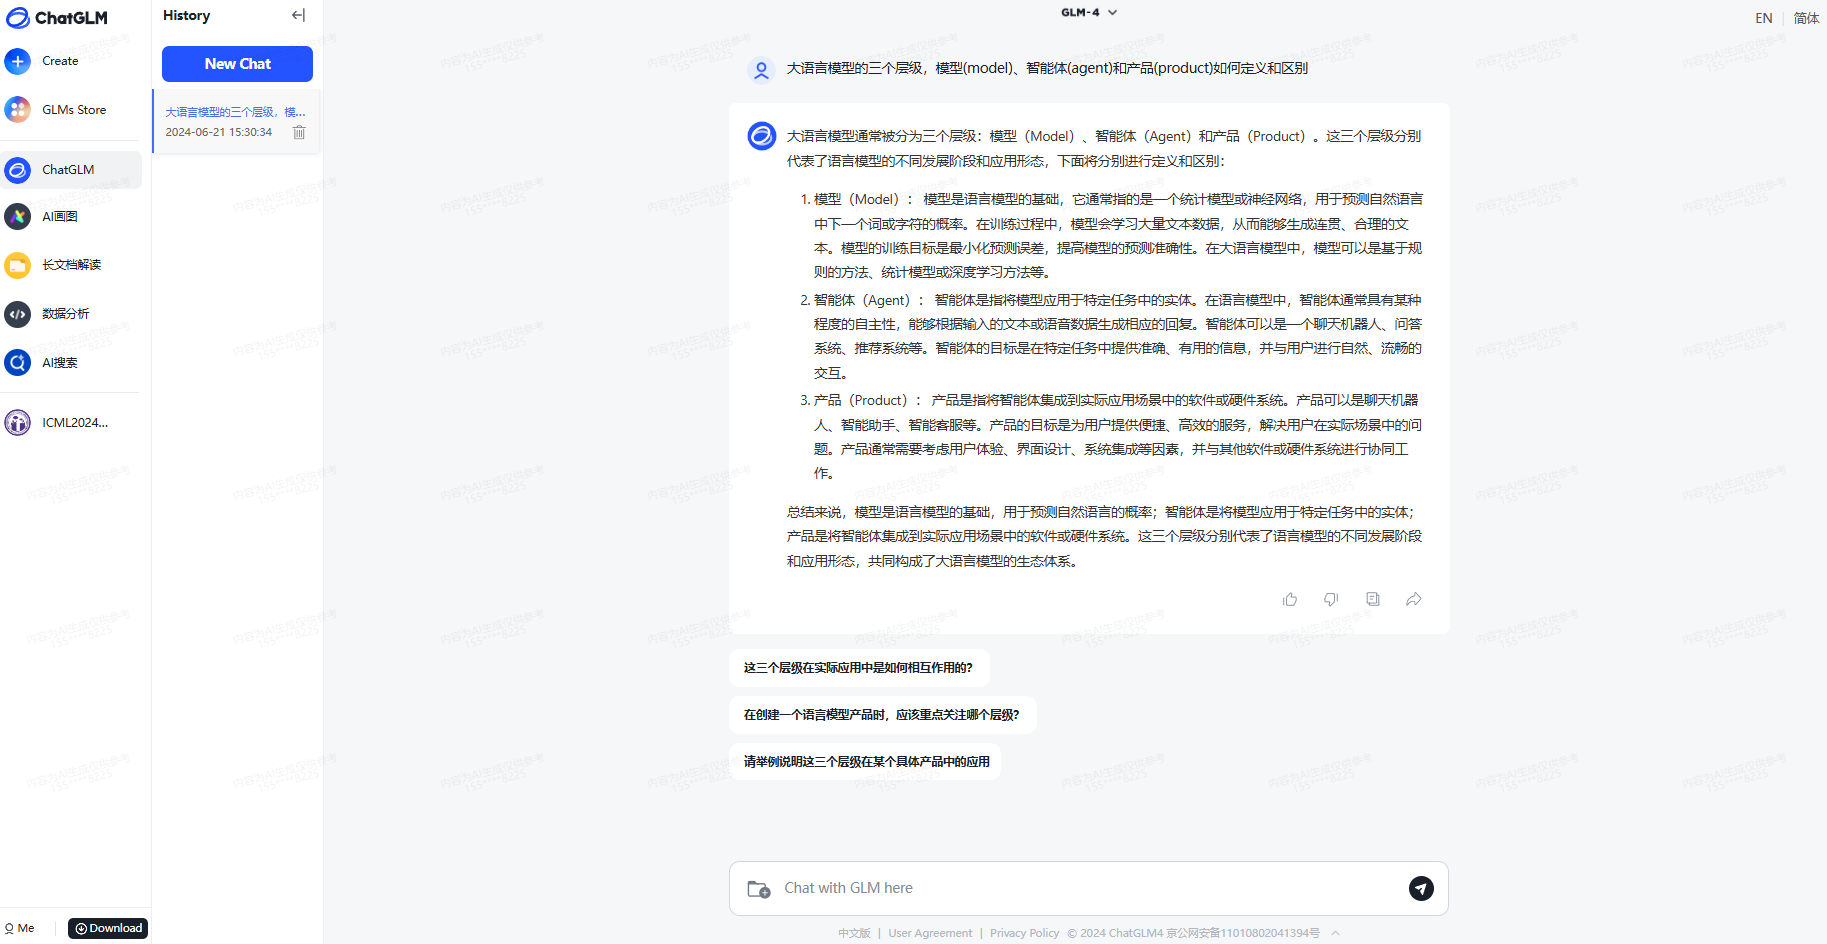 ChatGLM
Create
GLMs Store
ChatGLM
AI画图
长文档解读
数据分析
AI搜索
ICML2024...
Me
Download
History
New Chat
大语言模型的三个层级，模...
2024-06-21 15:30:34
GLM-4
EN | 简体
大语言模型的三个层级，模型(model)、智能体(agent)和产品(product)如何定义和区别
大语言模型通常被分为三个层级：模型（Model）、智能体（Agent）和产品（Product）。这三个层级分别
代表了语言模型的不同发展阶段和应用形态，下面将分别进行定义和区别：
1. 模型（Model）： 模型是语言模型的基础，它通常指的是一个统计模型或神经网络，用于预测自然语言
中下一个词或字符的概率。在训练过程中，模型会学习大量文本数据，从而能够生成连贯、合理的文
本。模型的训练目标是最小化预测误差，提高模型的预测准确性。在大语言模型中，模型可以是基于规
则的方法、统计模型或深度学习方法等。
2. 智能体（Agent）： 智能体是指将模型应用于特定任务中的实体。在语言模型中，智能体通常具有某种
程度的自主性，能够根据输入的文本或语音数据生成相应的回复。智能体可以是一个聊天机器人、问答
系统、推荐系统等。智能体的目标是在特定任务中提供准确、有用的信息，并与用户进行自然、流畅的
交互。
3. 产品（Product）： 产品是指将智能体集成到实际应用场景中的软件或硬件系统。产品可以是聊天机器
人、智能助手、智能客服等。产品的目标是为用户提供便捷、高效的服务，解决用户在实际场景中的问
题。产品通常需要考虑用户体验、界面设计、系统集成等因素，并与其他软件或硬件系统进行协同工
作。
总结来说，模型是语言模型的基础，用于预测自然语言的概率；智能体是将模型应用于特定任务中的实体；
产品是将智能体集成到实际应用场景中的软件或硬件系统。这三个层级分别代表了语言模型的不同发展阶段
和应用形态，共同构成了大语言模型的生态体系。
这三个层级在实际应用中是如何相互作用的?
在创建一个语言模型产品时，应该重点关注哪个层级?
请举例说明这三个层级在某个具体产品中的应用
Chat with GLM here
中文版 | User Agreement | Privacy Policy © 2024 ChatGLM4 京公网安备11010802041394号
内容为AI生成仅供参考
155****8225